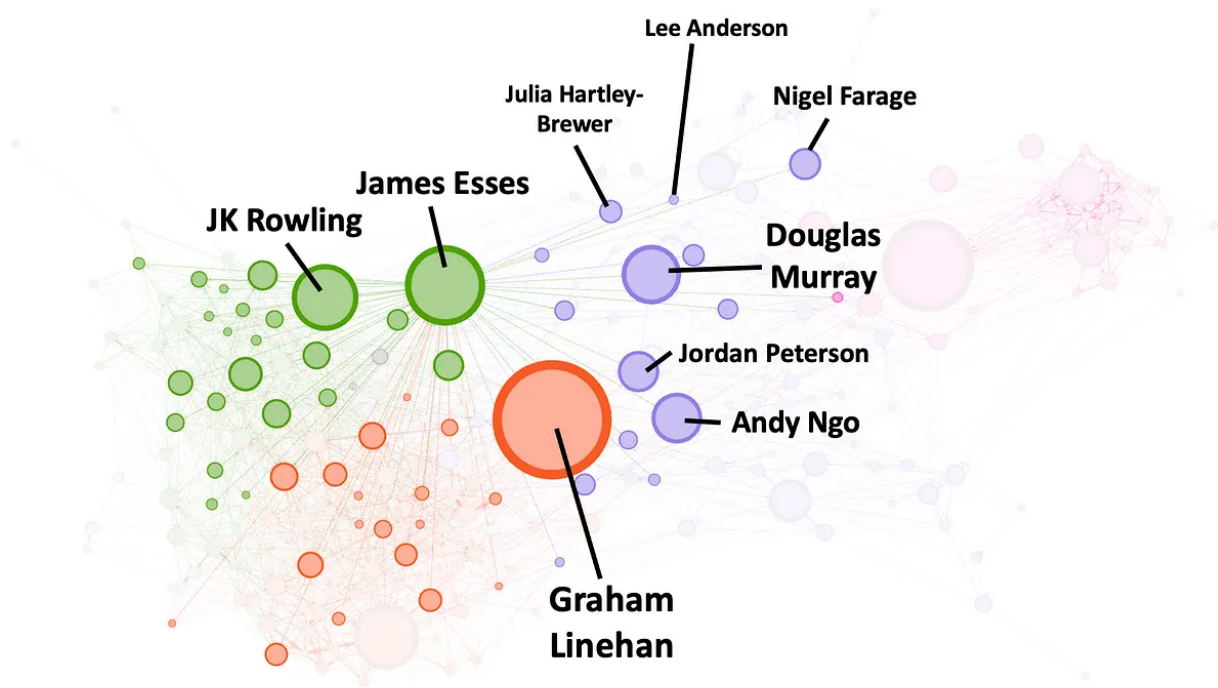 Lee Anderson
Julia Hartley-
Brewer
Nigel Farage
James Esses
JK Rowling
Douglas
Murray
Jordan Peterson
Andy Ngo
Graham
Linehan